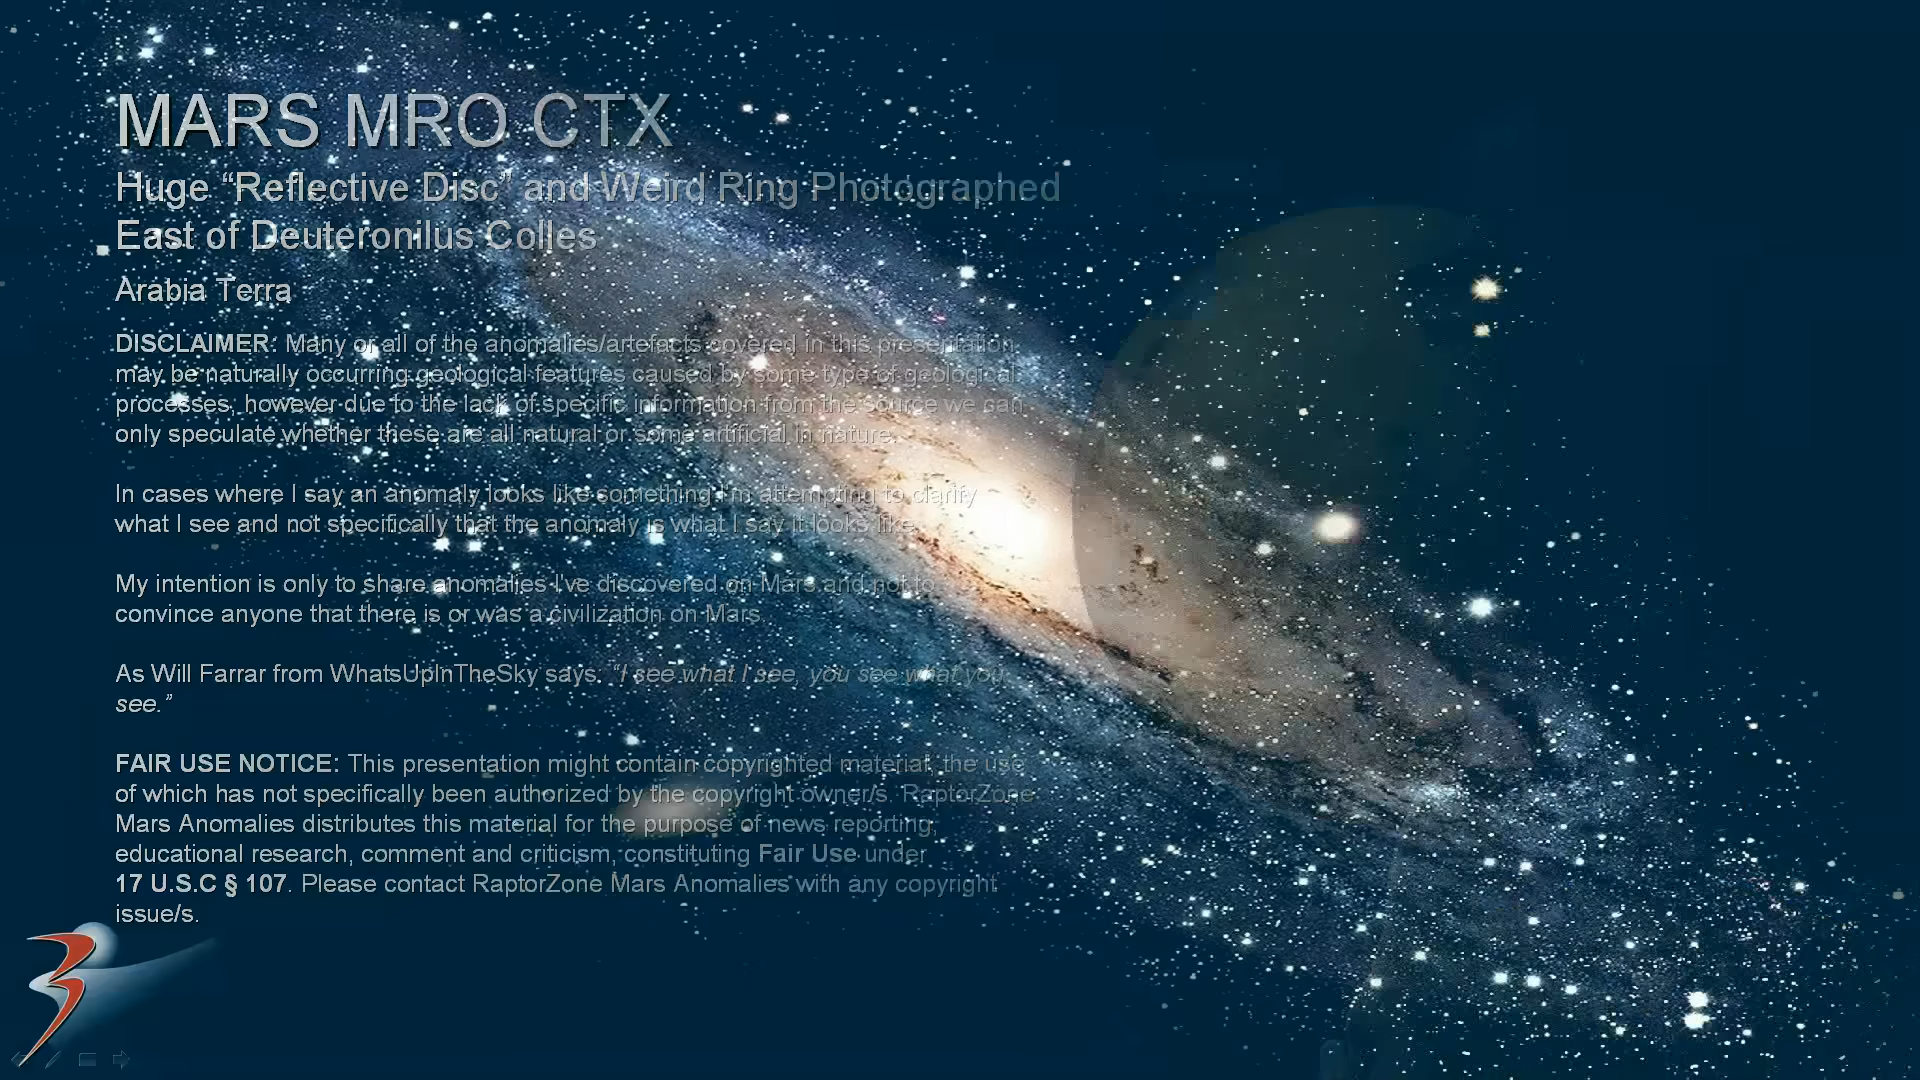 MARS MRO CTX
Huge “Reflective Disc” and Weird Ring Photographed
East of Deuteronilus Colles
Arabia Terra
DISCLAIMER: Many or all of the anomalies/artefacts covered in this presentation
may be naturally occurring geological features caused by some type of geological
processes, however due to the lack of specific information from the source we can
only speculate whether these are all natural or some artificial in nature.
In cases where I say an anomaly looks like something I'm attempting to clarify
what I see and not specifically that the anomaly is what I say it looks like.
My intention is only to share anomalies I've discovered on Mars and not to
convince anyone that there is or was a civilization on Mars.
As Will Farrar from WhatsUpInTheSky says: “I see what I see, you see what you
see.”
FAIR USE NOTICE: This presentation might contain copyrighted material, the use
of which has not specifically been authorized by the copyright owner/s. RaptorZone
Mars Anomalies distributes this material for the purpose of news reporting,
educational research, comment and criticism, constituting Fair Use under
17 U.S.C § 107. Please contact RaptorZone Mars Anomalies with any copyright
issue/s.